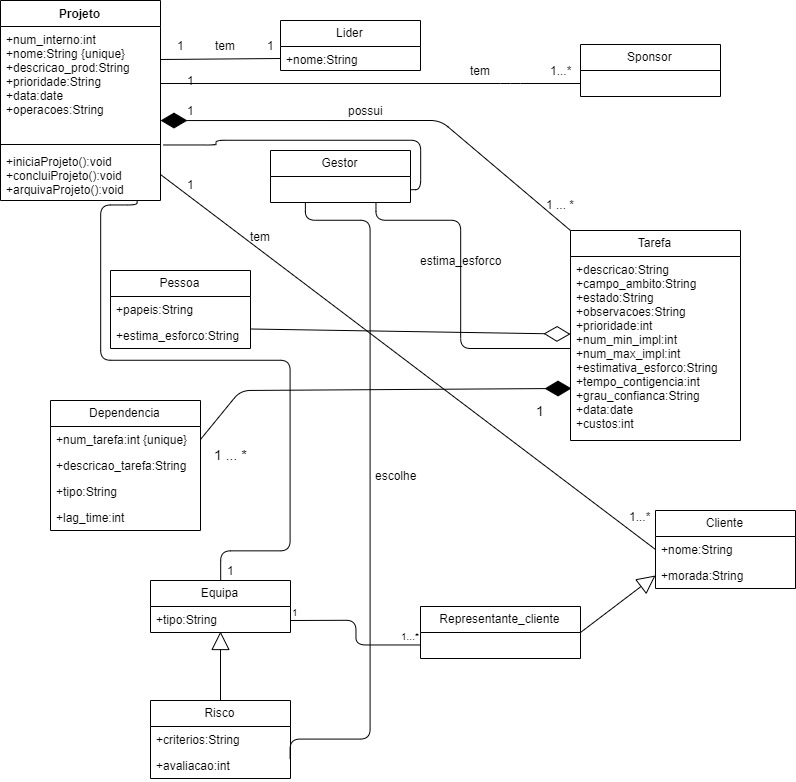 Projeto
+num_interno:int
+nome:String {unique}
+descricao_prod:String
+prioridade:String
+data:date
+operacoes:String
+iniciaProjeto():void
+concluiProjeto():void
+arquivaProjeto():void
1
tem
1
Lider
+nome:String
1
tem
1...*
Sponsor
1
possui
1 ... *
Gestor
1
tem
estima_esforco
Tarefa
+descricao:String
+campo_ambito:String
+estado:String
+observacoes:String
+prioridade:int
+num_min_impl:int
+num_max_impl:int
+estimativa_esforco:String
+tempo_contigencia:int
+grau_confianca:String
+data:date
+custos:int
Pessoa
+papeis:String
+estima_esforco:String
1
Dependencia
+num_tarefa:int {unique}
+descricao_tarefa:String
+tipo:String
+lag_time:int
1 ... *
escolhe
1...*
Cliente
+nome:String
+morada:String
1
Equipa
+tipo:String
1
1...*
Representante_cliente
Risco
+criterios:String
+avaliacao:int